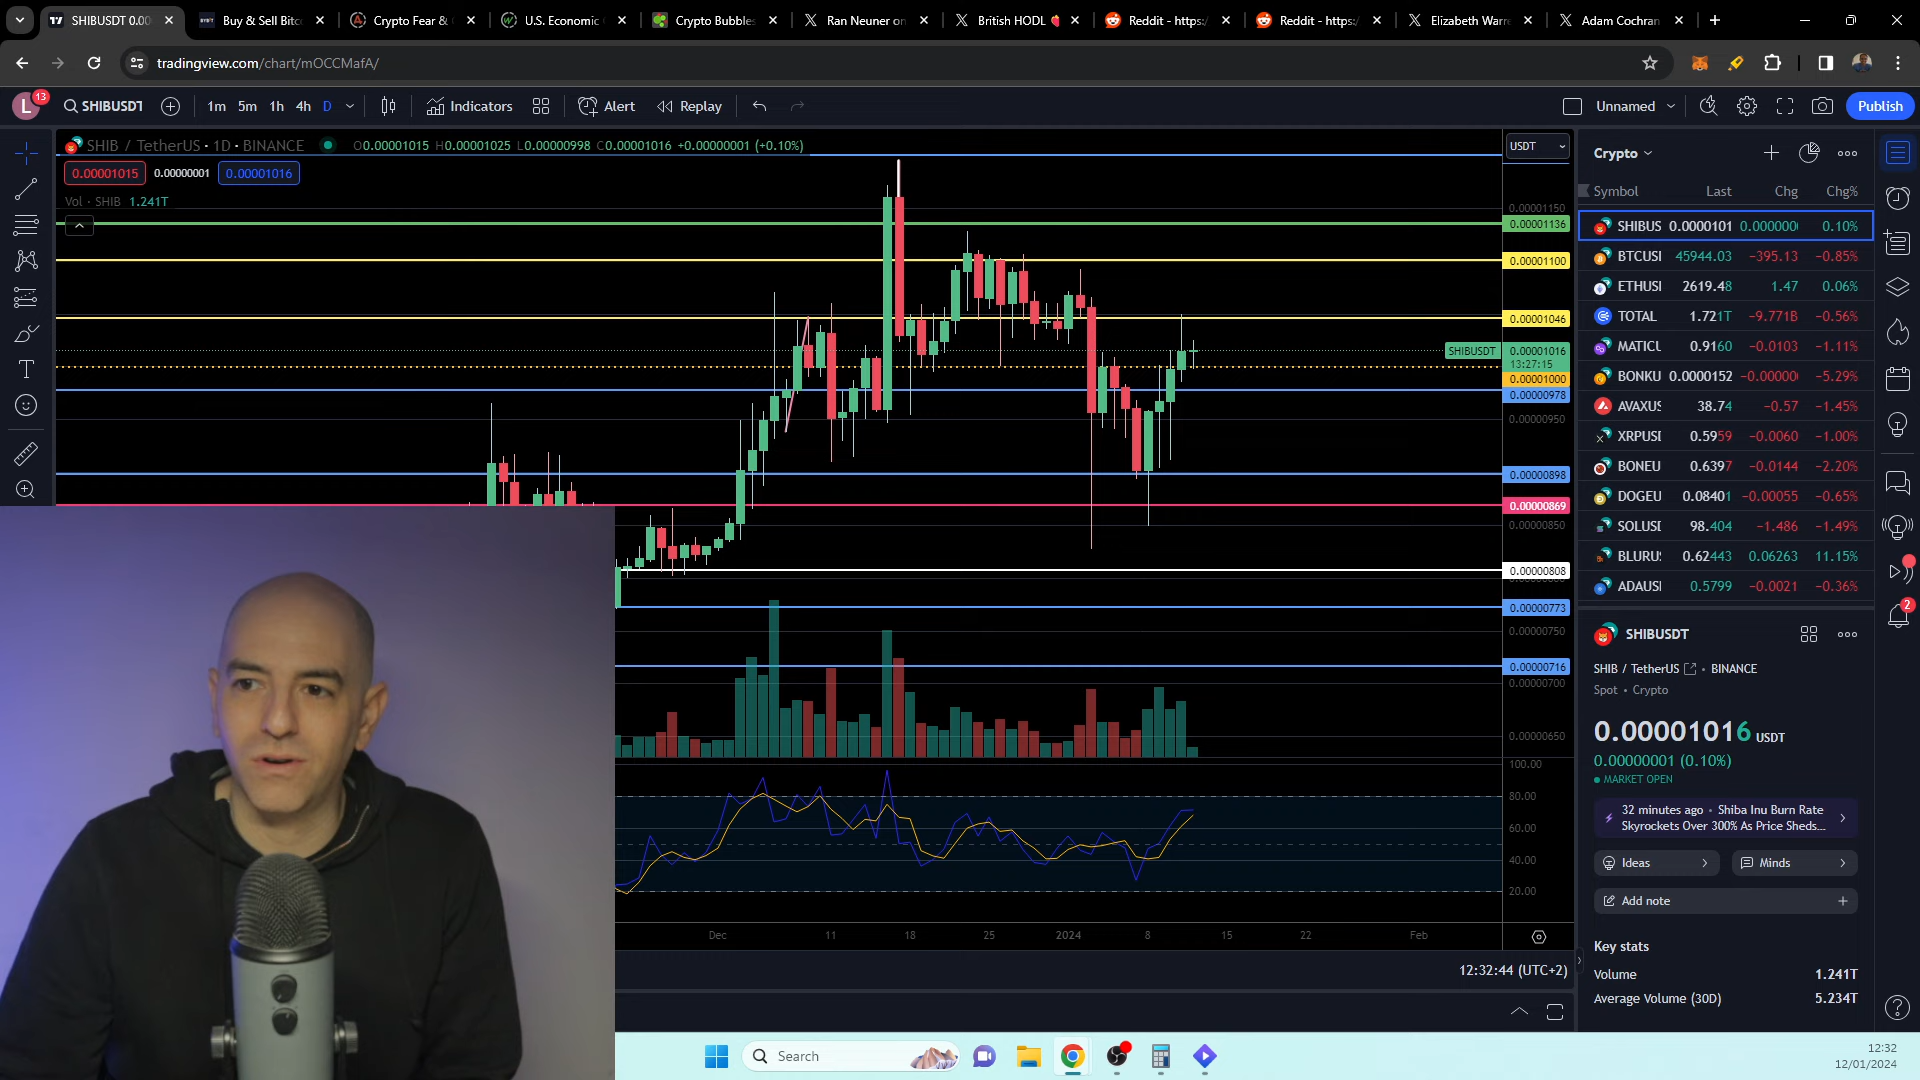 SHIBUSDT 0.00
Buy & Sell Bitc
Crypto Fear &
U.S. Economic
Crypto Bubbles
Ran Neuner on
British HODL
Reddit - https:/
Reddit - https:/
Elizabeth Warr
Adam Cochran
tradingview.com/chart/mOCCMafA/
L
13
SHIBUSDT
1m
5m
1h
4h
D
Indicators
Alert
Replay
Unnamed
Publish
SHIB / TetherUS · 1D · BINANCE
O0.00001015 H0.00001025 L0.00000998 C0.00001016 +0.00000001 (+0.10%)
0.00001015
0.00000001
0.00001016
Vol · SHIB 1.241T
USDT
0.00001150
0.00001136
0.00001100
0.00001046
SHIBUSDT
0.00001016
13:27:15
0.00001000
0.00000978
0.00000950
0.00000898
0.00000869
0.00000850
0.00000808
0.00000773
0.00000750
0.00000716
0.00000700
0.00000650
100.00
80.00
60.00
40.00
20.00
Dec
11
18
25
2024
8
15
22
Feb
12:32:44 (UTC+2)
Crypto
Symbol Last Chg Chg%
SHIBUS 0.0000101 0.000000 0.10%
BTCUSI 45944.03 −395.13 −0.85%
ETHUSI 2619.48 1.47 0.06%
TOTAL 1.721T −9.771B −0.56%
MATICU 0.9160 −0.0103 −1.11%
BONKU 0.0000152 −0.00000 −5.29%
AVAXUS 38.74 −0.57 −1.45%
XRPUSI 0.5959 −0.0060 −1.00%
BONEU 0.6397 −0.0144 −2.20%
DOGEU 0.08401 −0.00055 −0.65%
SOLUSI 98.404 −1.486 −1.49%
BLURUS 0.62443 0.06263 11.15%
ADAUSI 0.5799 −0.0021 −0.36%
SHIBUSDT
SHIB / TetherUS • BINANCE
Spot • Crypto
0.00001016 USDT
0.00000001 (0.10%)
MARKET OPEN
32 minutes ago • Shiba Inu Burn Rate
Skyrockets Over 300% As Price Sheds...
Ideas
Minds
Add note
Key stats
Volume 1.241T
Average Volume (30D) 5.234T
2
Search
12:32
12/01/2024